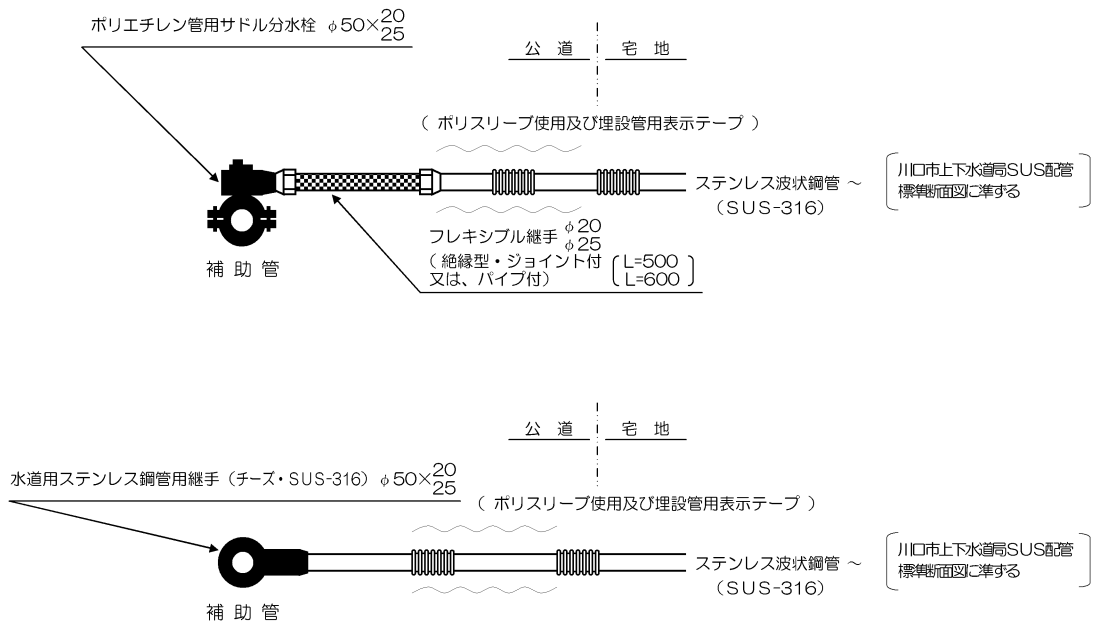 ポリエチレン管用サドル分水栓 φ50×20
25
公 道 宅 地
( ポリスリーブ使用及び埋設管用表示テープ )
ステンレス波状鋼管 ～
(SUS-316)
川口市上下水道局SUS配管
標準断面図に準ずる
フレキシブル継手 φ20
φ25
( 絶縁型・ジョイント付 L=500
又は、パイプ付) L=600
補 助 管
公 道 宅 地
水道用ステンレス鋼管用継手 (チーズ・SUS-316) φ50×20
25
( ポリスリーブ使用及び埋設管用表示テープ )
ステンレス波状鋼管 ～
(SUS-316)
川口市上下水道局SUS配管
標準断面図に準ずる
補 助 管